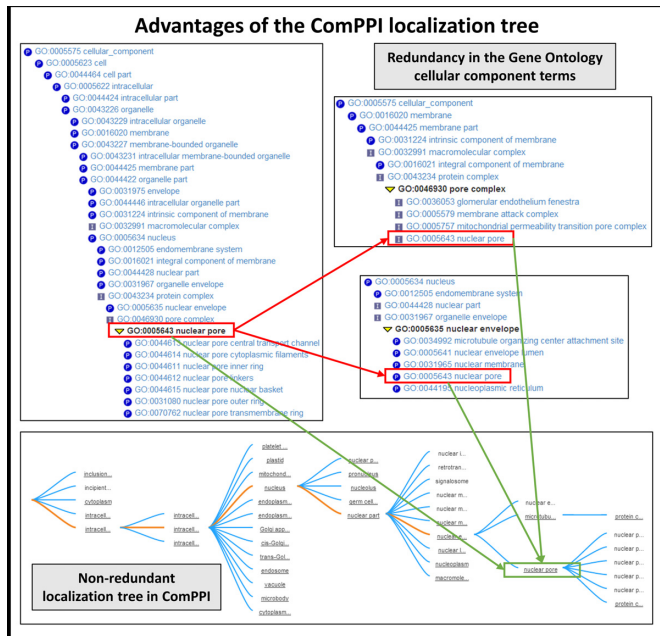 Advantages of the ComPPI localization tree
P GO:0005575 cellular_component
P GO:0005623 cell
P GO:0044464 cell part
P GO:0005622 intracellular
P GO:0044424 intracellular part
P GO:0043226 organelle
P GO:0043229 intracellular organelle
P GO:0016020 membrane
P GO:0043227 membrane-bounded organelle
P GO:0043231 intracellular membrane-bounded organelle
P GO:0044425 membrane part
P GO:0044422 organelle part
P GO:0031975 envelope
P GO:0044446 intracellular organelle part
P GO:0031224 intrinsic component of membrane
I GO:0032991 macromolecular complex
P GO:0005634 nucleus
P GO:0012505 endomembrane system
P GO:0016021 integral component of membrane
P GO:0044428 nuclear part
P GO:0031967 organelle envelope
I GO:0043234 protein complex
P GO:0005635 nuclear envelope
I GO:0046930 pore complex
GO:0005643 nuclear pore
P GO:0044613 nuclear pore central transport channel
P GO:0044614 nuclear pore cytoplasmic filaments
P GO:0044611 nuclear pore inner ring
P GO:0044612 nuclear pore linkers
P GO:0044615 nuclear pore nuclear basket
P GO:0031080 nuclear pore outer ring
P GO:0070762 nuclear pore transmembrane ring
Redundancy in the Gene Ontology
cellular component terms
P GO:0005575 cellular_component
P GO:0016020 membrane
P GO:0044425 membrane part
P GO:0031224 intrinsic component of membrane
I GO:0032991 macromolecular complex
P GO:0016021 integral component of membrane
I GO:0043234 protein complex
GO:0046930 pore complex
I GO:0036053 glomerular endothelium fenestra
I GO:0005579 membrane attack complex
I GO:0005757 mitochondrial permeability transition pore complex
I GO:0005643 nuclear pore
P GO:0005634 nucleus
P GO:0012505 endomembrane system
I GO:0044428 nuclear part
I GO:0031967 organelle envelope
GO:0005635 nuclear envelope
P GO:0034992 microtubule organizing center attachment site
P GO:0005641 nuclear envelope lumen
P GO:0031965 nuclear membrane
P GO:0005643 nuclear pore
P GO:0044195 nucleoplasmic reticulum
inclusion...
incipient...
cytoplasm
intracell...
intracell...
intracell...
intracell...
intracell...
platelet ...
plastid
mitochond...
nucleus
endoplasm...
endoplasm...
Golgi app...
cis-Golgi...
trans-Gol...
endosome
vacuole
microbody
cytoplasm...
nuclear p...
pronucleus
nucleolus
germ cell...
nuclear part
nuclear i...
retrotran...
signalosome
nuclear m...
nuclear m...
nuclear m...
nuclear e...
nuclear l...
nucleoplasm
macromole...
nuclear e...
microtubu...
nuclear pore
protein c...
nuclear p...
nuclear p...
nuclear p...
nuclear p...
nuclear p...
protein c...
Non-redundant
localization tree in ComPPI